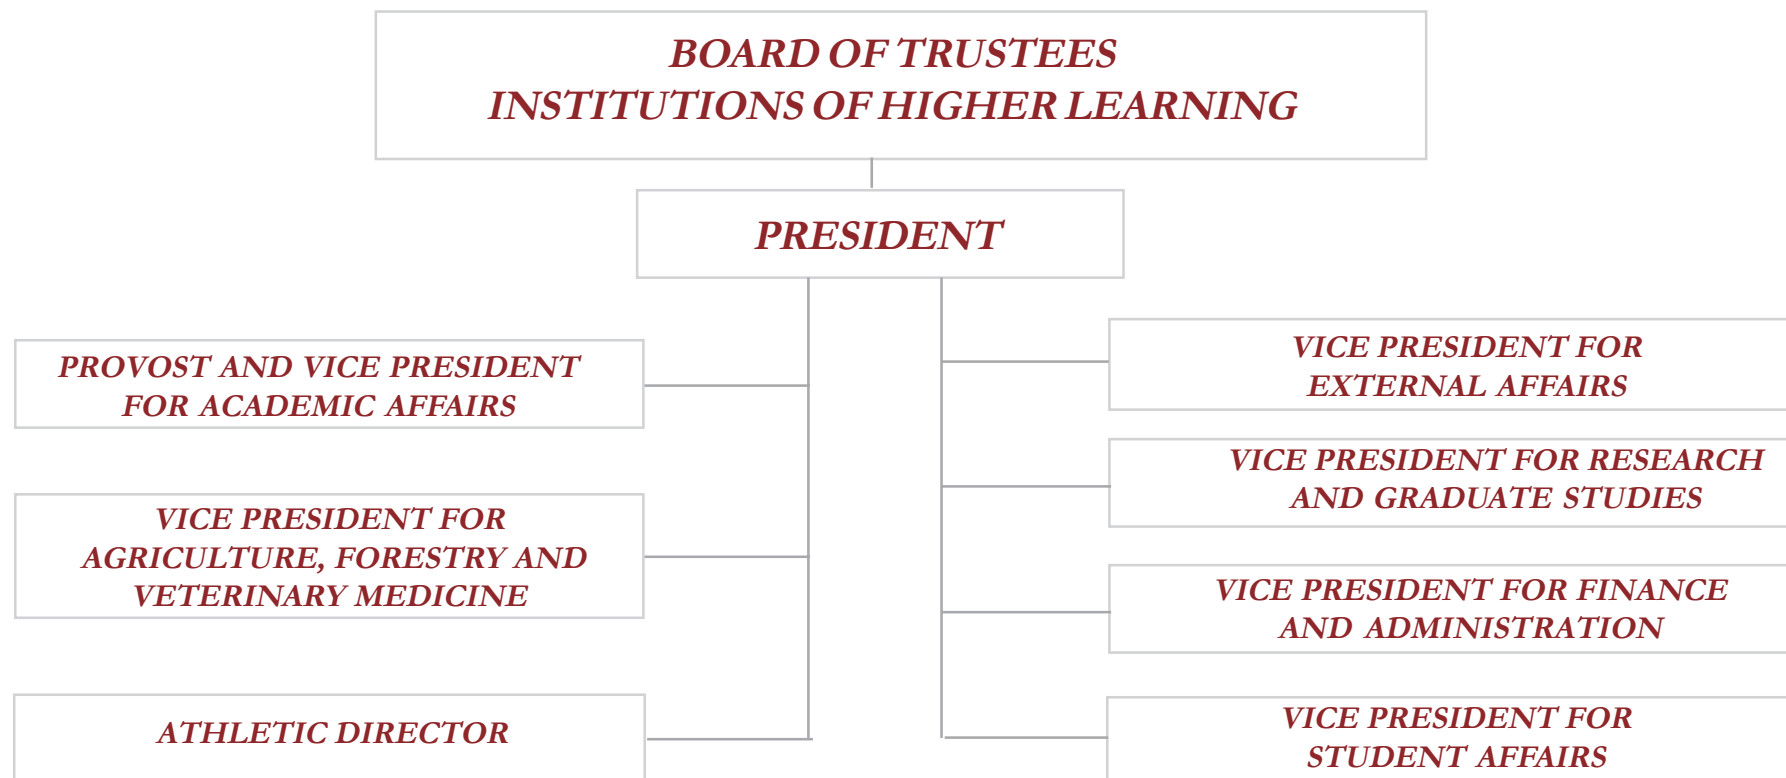 BOARD OF TRUSTEES
INSTITUTIONS OF HIGHER LEARNING
PRESIDENT
PROVOST AND VICE PRESIDENT
FOR ACADEMIC AFFAIRS
VICE PRESIDENT FOR
AGRICULTURE, FORESTRY AND
VETERINARY MEDICINE
ATHLETIC DIRECTOR
VICE PRESIDENT FOR
EXTERNAL AFFAIRS
VICE PRESIDENT FOR RESEARCH
AND GRADUATE STUDIES
VICE PRESIDENT FOR FINANCE
AND ADMINISTRATION
VICE PRESIDENT FOR
STUDENT AFFAIRS